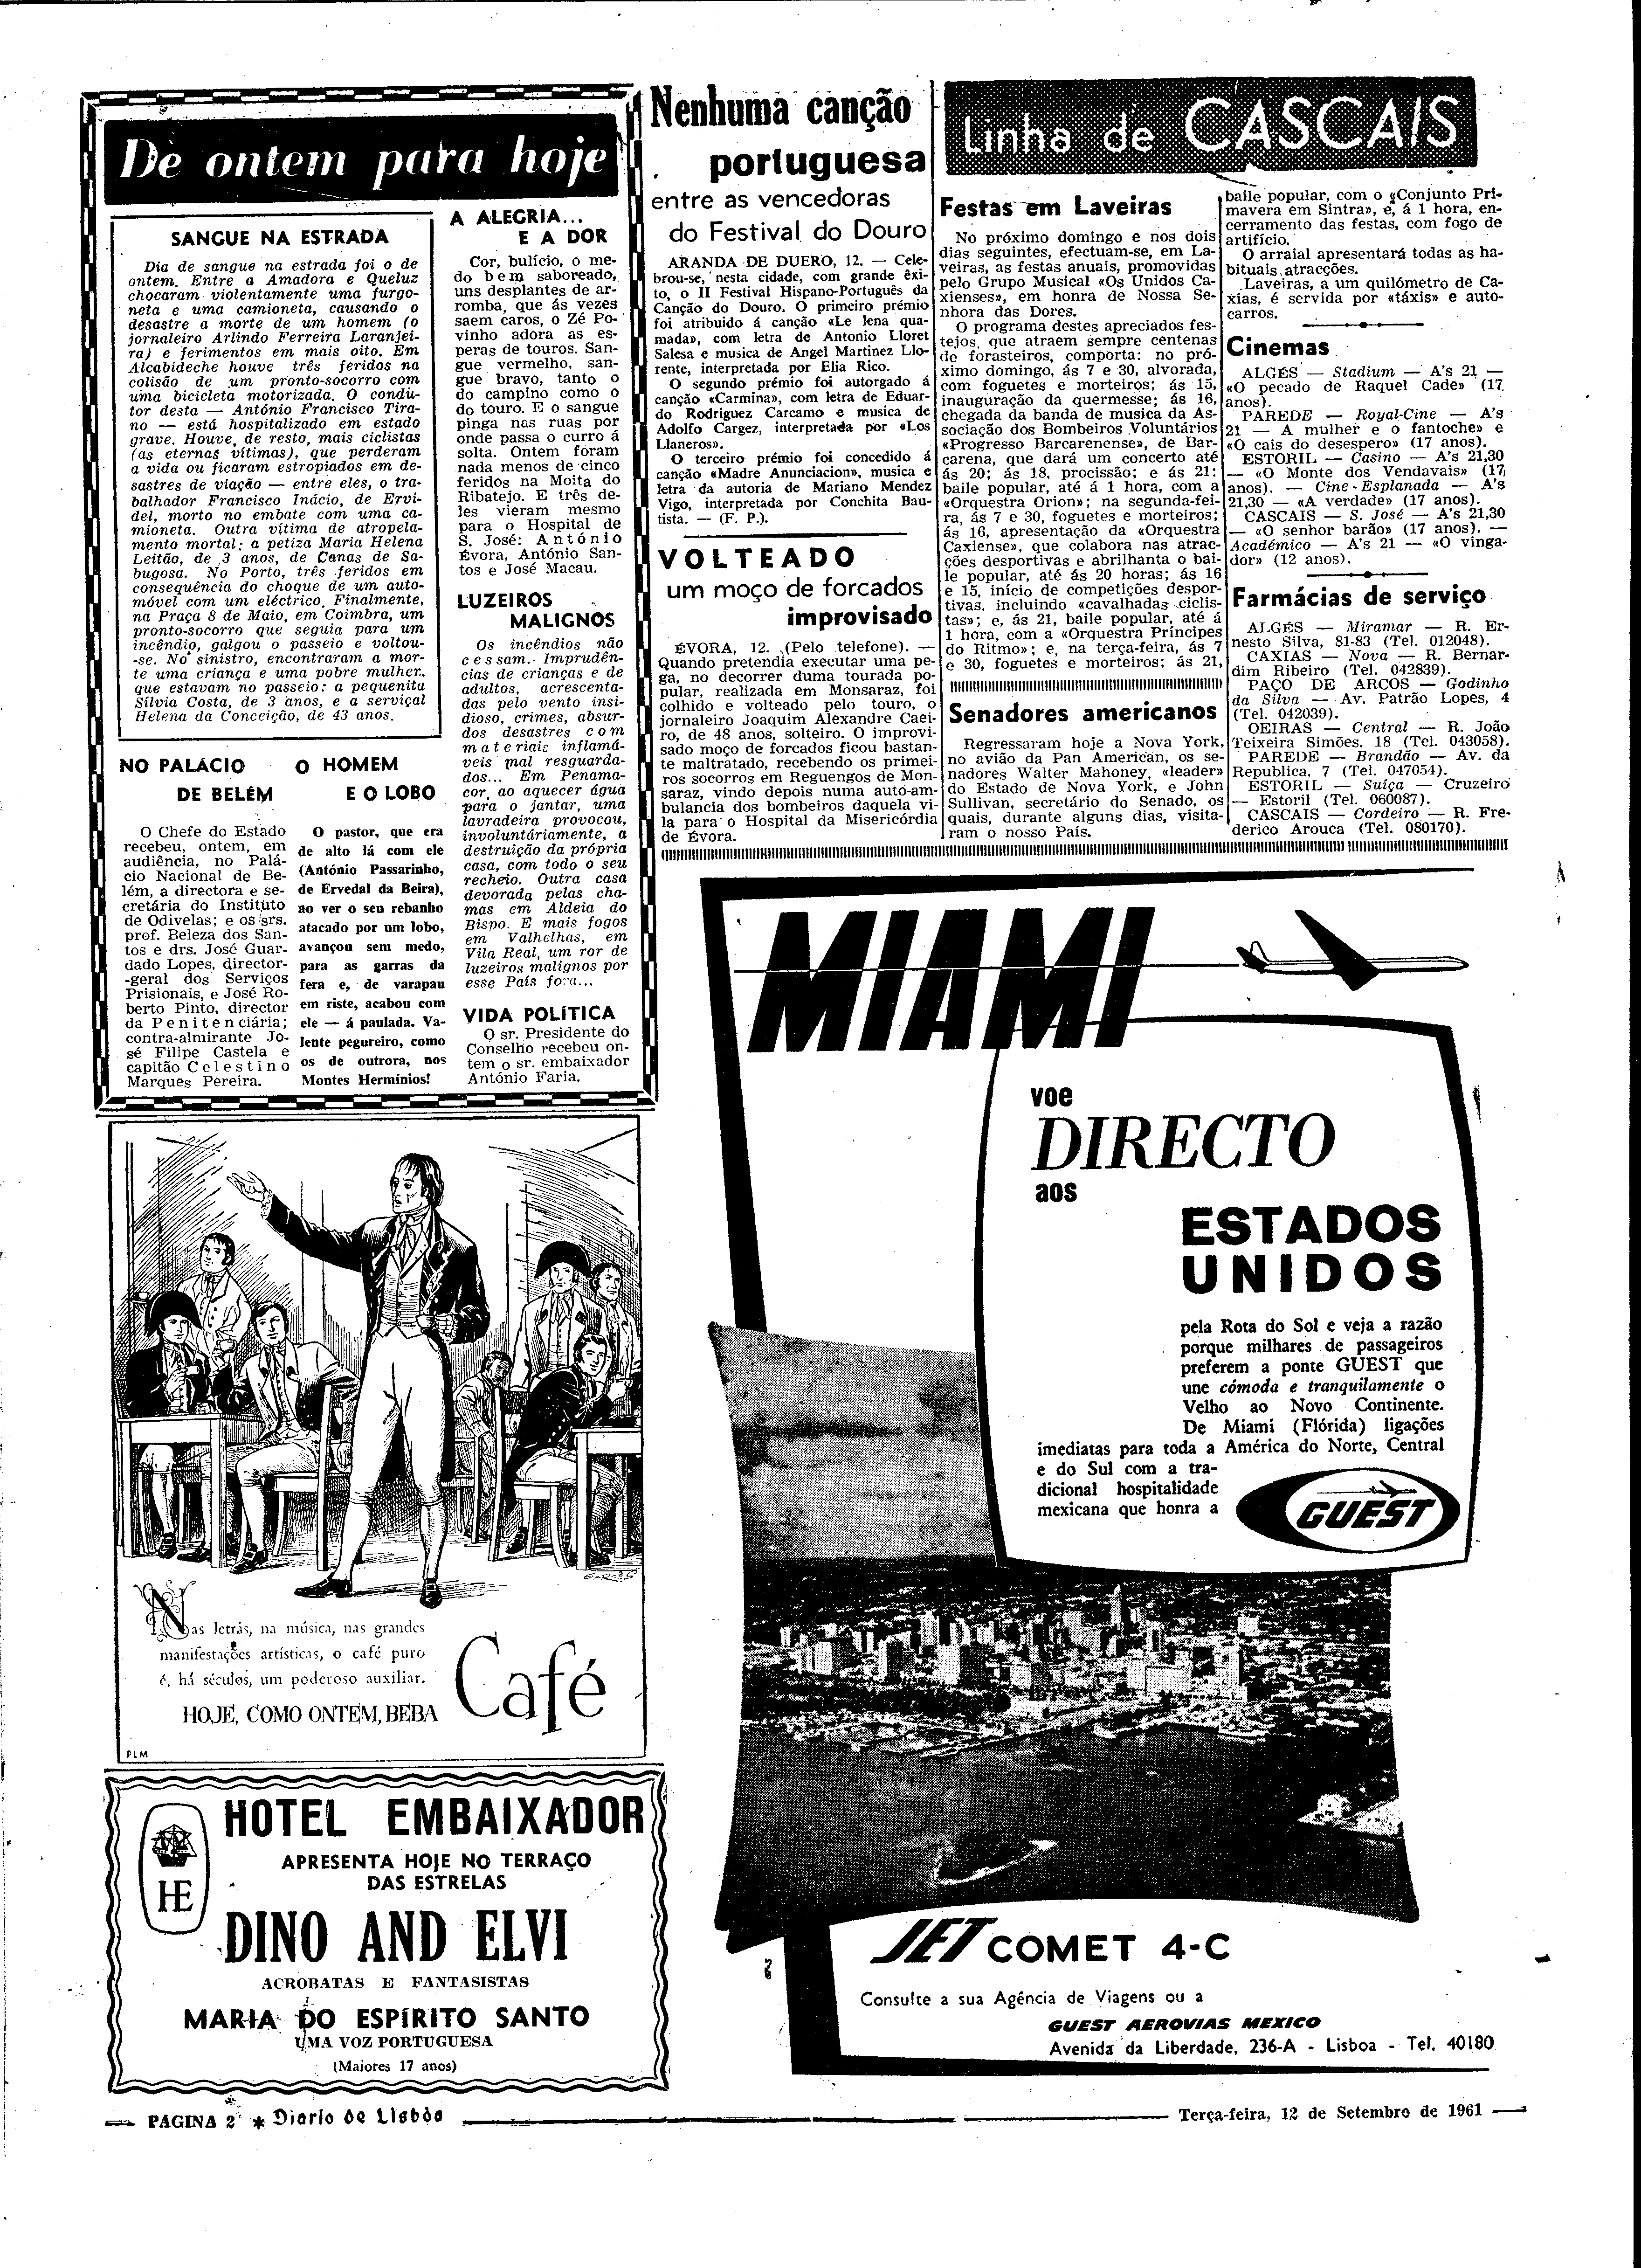 De ontem para hoje
SANGUE NA ESTRADA
Dia de sangue na estrada foi o de
ontem. Entre a Amadora e Queluz
chocaram violentamente uma furgo-
neta e uma camioneta, causando o
desastre a morte de um homem (o
jornaleiro Arlindo Ferreira Laranjei-
ra) e ferimentos em mais oito. Em
Alcabideche houve três feridos na
colisão de um pronto-socorro com
uma bicicleta motorizada. O condu-
tor desta — António Francisco Tira-
no — está hospitalizado em estado
grave. Houve, de resto, mais ciclistas
(as eternas vítimas), que perderam
a vida ou ficaram estropiados em de-
sastres de viação — entre eles, o tra-
balhador Francisco Inácio, de Ervi-
del, morto no embate com uma ca-
mioneta. Outra vítima de atropela-
mento mortal: a petiza Maria Helena
Leitão, de 3 anos, de Canas de Sa-
bugosa. No Porto, três feridos em
consequência do choque de um auto-
móvel com um eléctrico. Finalmente,
na Praça 8 de Maio, em Coimbra, um
pronto-socorro que seguia para um
incêndio, galgou o passeio e voltou-
-se. No sinistro, encontraram a mor-
te uma criança e uma pobre mulher,
que estavam no passeio: a pequenita
Sílvia Costa, de 3 anos, e a serviçal
Helena da Conceição, de 43 anos.
NO PALÁCIO
DE BELÉM
O Chefe do Estado
recebeu, ontem, em
audiência, no Palá-
cio Nacional de Be-
lém, a directora e se-
cretária do Instituto
de Odivelas; e os srs.
prof. Beleza dos San-
tos e drs. José Guar-
dado Lopes, director-
-geral dos Serviços
Prisionais, e José Ro-
berto Pinto, director
da Penitenciária;
contra-almirante Jo-
sé Filipe Castela e
capitão Celestino
Marques Pereira.
O HOMEM
E O LOBO
O pastor, que era
de alto lá com ele
(António Passarinho,
de Ervedal da Beira),
ao ver o seu rebanho
atacado por um lobo,
avançou sem medo,
para as garras da
fera e, de varapau
em riste, acabou com
ele — á paulada. Va-
lente pegureiro, como
os de outrora, nos
Montes Hermínios!
A ALEGRIA...
E A DOR
Cor, bulício, o me-
do bem saboreado,
uns desplantes de ar-
romba, que ás vezes
saem caros, o Zé Po-
vinho adora as es-
peras de touros. San-
gue vermelho, san-
gue bravo, tanto o
do campino como o
do touro. E o sangue
pinga nas ruas por
onde passa o curro á
solta. Ontem foram
nada menos de cinco
feridos na Moita do
Ribatejo. E três de-
les vieram mesmo
para o Hospital de
S. José: António
Évora, António San-
tos e José Macau.
LUZEIROS
MALIGNOS
Os incêndios não
cessam. Imprudên-
cias de crianças e de
adultos, acrescenta-
das pelo vento insi-
dioso, crimes, absur-
dos desastres com
materiais inflamá-
veis mal resguarda-
dos... Em Penama-
cor, ao aquecer água
para o jantar, uma
lavradeira provocou,
involuntáriamente, a
destruição da própria
casa, com todo o seu
recheio. Outra casa
devorada pelas cha-
mas em Aldeia do
Bispo. E mais fogos
em Valhelhas, em
Vila Real, um ror de
luzeiros malignos por
esse País fora...
VIDA POLÍTICA
O sr. Presidente do
Conselho recebeu on-
tem o sr. embaixador
António Faria.
Nenhuma canção
portuguesa
entre as vencedoras
do Festival do Douro
ARANDA DE DUERO, 12. — Cele-
brou-se, nesta cidade, com grande êxi-
to, o II Festival Hispano-Português da
Canção do Douro. O primeiro prémio
foi atribuido á canção «Le lena qua-
mada», com letra de Antonio Lloret
Salesa e musica de Angel Martinez Llo-
rente, interpretada por Elia Rico.
O segundo prémio foi autorgado á
canção «Carmina», com letra de Eduar-
do Rodriguez Carcamo e musica de
Adolfo Cargez, interpretada por «Los
Llaneros».
O terceiro prémio foi concedido á
canção «Madre Anunciacion», musica e
letra da autoria de Mariano Mendez
Vigo, interpretada por Conchita Bau-
tista. — (F. P.).
VOLTEADO
um moço de forcados
improvisado
ÉVORA, 12. (Pelo telefone). —
Quando pretendia executar uma pe-
ga, no decorrer duma tourada po-
pular, realizada em Monsaraz, foi
colhido e volteado pelo touro, o
jornaleiro Joaquim Alexandre Caei-
ro, de 48 anos, solteiro. O improvi-
sado moço de forcados ficou bastan-
te maltratado, recebendo os primei-
ros socorros em Reguengos de Mon-
saraz, vindo depois numa auto-am-
bulancia dos bombeiros daquela vi-
la para o Hospital da Misericórdia
de Évora.
Linha de CASCAIS
Festas em Laveiras
No próximo domingo e nos dois
dias seguintes, efectuam-se, em La-
veiras, as festas anuais, promovidas
pelo Grupo Musical «Os Unidos Ca-
xienses», em honra de Nossa Se-
nhora das Dores.
O programa destes apreciados fes-
tejos, que atraem sempre centenas
de forasteiros, comporta: no pró-
ximo domingo, ás 7 e 30, alvorada,
com foguetes e morteiros; ás 15,
inauguração da quermesse; ás 16,
chegada da banda de musica da As-
sociação dos Bombeiros Voluntários
«Progresso Barcarenense», de Bar-
carena, que dará um concerto até
ás 20; ás 18, procissão; e ás 21:
baile popular, até á 1 hora, com a
«Orquestra Orion»; na segunda-fei-
ra, ás 7 e 30, foguetes e morteiros;
ás 16, apresentação da «Orquestra
Caxiense», que colabora nas atrac-
ções desportivas e abrilhanta o bai-
le popular, até ás 20 horas; ás 16
e 15, início de competições despor-
tivas, incluindo «cavalhadas ciclis-
tas»; e, ás 21, baile popular, até á
1 hora, com a «Orquestra Príncipes
do Ritmo»; e, na terça-feira, ás 7
e 30, foguetes e morteiros; ás 21,
baile popular, com o «Conjunto Pri-
mavera em Sintra», e, á 1 hora, en-
cerramento das festas, com fogo de
artifício.
O arraial apresentará todas as ha-
bituais atracções.
Laveiras, a um quilómetro de Ca-
xias, é servida por «táxis» e auto-
carros.
Senadores americanos
Regressaram hoje a Nova York,
no avião da Pan American, os se-
nadores Walter Mahoney, «leader»
do Estado de Nova York, e John
Sullivan, secretário do Senado, os
quais, durante alguns dias, visita-
ram o nosso País.
Cinemas
ALGÉS — Stadium — A's 21 —
«O pecado de Raquel Cade» (17
anos).
PAREDE — Royal-Cine — A's
21 — A mulher e o fantoche» e
«O cais do desespero» (17 anos).
ESTORIL — Casino — A's 21,30
— «O Monte dos Vendavais» (17
anos). — Cine-Esplanada — A's
21,30 — «A verdade» (17 anos).
CASCAIS — S. José — A's 21,30
— «O senhor barão» (17 anos). —
Académico — A's 21 — «O vinga-
dor» (12 anos).
Farmácias de serviço
ALGÉS — Miramar — R. Er-
nesto Silva, 81-83 (Tel. 012048).
CAXIAS — Nova — R. Bernar-
dim Ribeiro (Tel. 042839).
PAÇO DE ARCOS — Godinho
da Silva — Av. Patrão Lopes, 4
(Tel. 042039).
OEIRAS — Central — R. João
Teixeira Simões, 18 (Tel. 043058).
PAREDE — Brandão — Av. da
Republica, 7 (Tel. 047054).
ESTORIL — Suíça — Cruzeiro
— Estoril (Tel. 060087).
CASCAIS — Cordeiro — R. Fre-
derico Arouca (Tel. 080170).
Nas letras, na música, nas grandes
manifestações artísticas, o café puro
é, há séculos, um poderoso auxiliar.
HOJE, COMO ONTEM, BEBA
Café
PLM
HOTEL EMBAIXADOR
HE
APRESENTA HOJE NO TERRAÇO
DAS ESTRELAS
DINO AND ELVI
ACROBATAS E FANTASISTAS
MARIA DO ESPÍRITO SANTO
UMA VOZ PORTUGUESA
(Maiores 17 anos)
MIAMI
voe
DIRECTO
aos
ESTADOS
UNIDOS
pela Rota do Sol e veja a razão
porque milhares de passageiros
preferem a ponte GUEST que
une cómoda e tranquilamente o
Velho ao Novo Continente.
De Miami (Flórida) ligações
imediatas para toda a América do Norte, Central
e do Sul com a tra-
dicional hospitalidade
mexicana que honra a
GUEST
JET COMET 4-C
Consulte a sua Agência de Viagens ou a
GUEST AEROVIAS MEXICO
Avenida da Liberdade, 236-A - Lisboa - Tel. 40180
PAGINA 2 * Diario de Lisboa
Terça-feira, 12 de Setembro de 1961